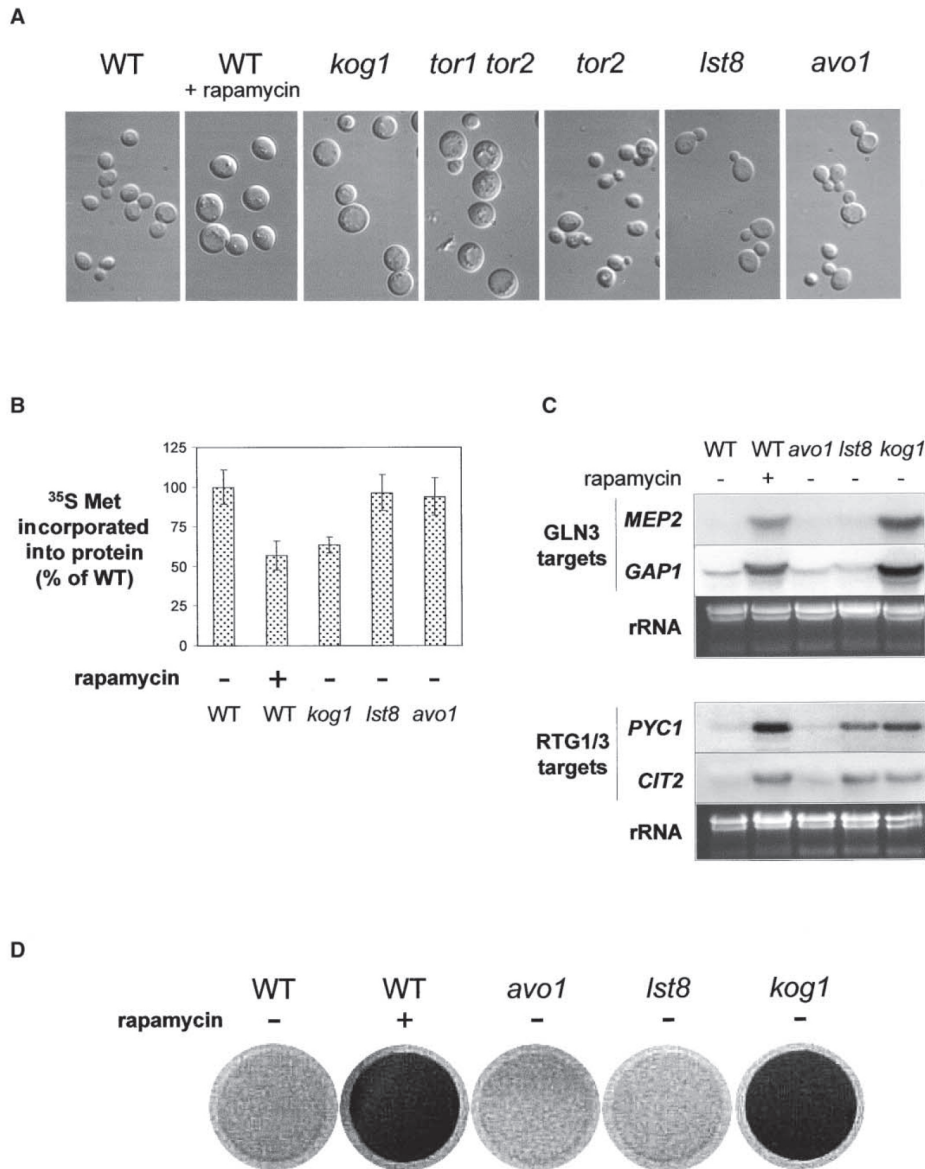 A
WT WT kog1 tor1 tor2 tor2 lst8 avo1
+ rapamycin
B
125
100
75
50
25
0
35S Met
incorporated
into protein
(% of WT)
rapamycin - + - - -
WT WT kog1 lst8 avo1
C
WT WT avo1 lst8 kog1
rapamycin - + - - -
GLN3
targets
MEP2
GAP1
rRNA
RTG1/3
targets
PYC1
CIT2
rRNA
D
WT WT avo1 lst8 kog1
rapamycin - + - - -